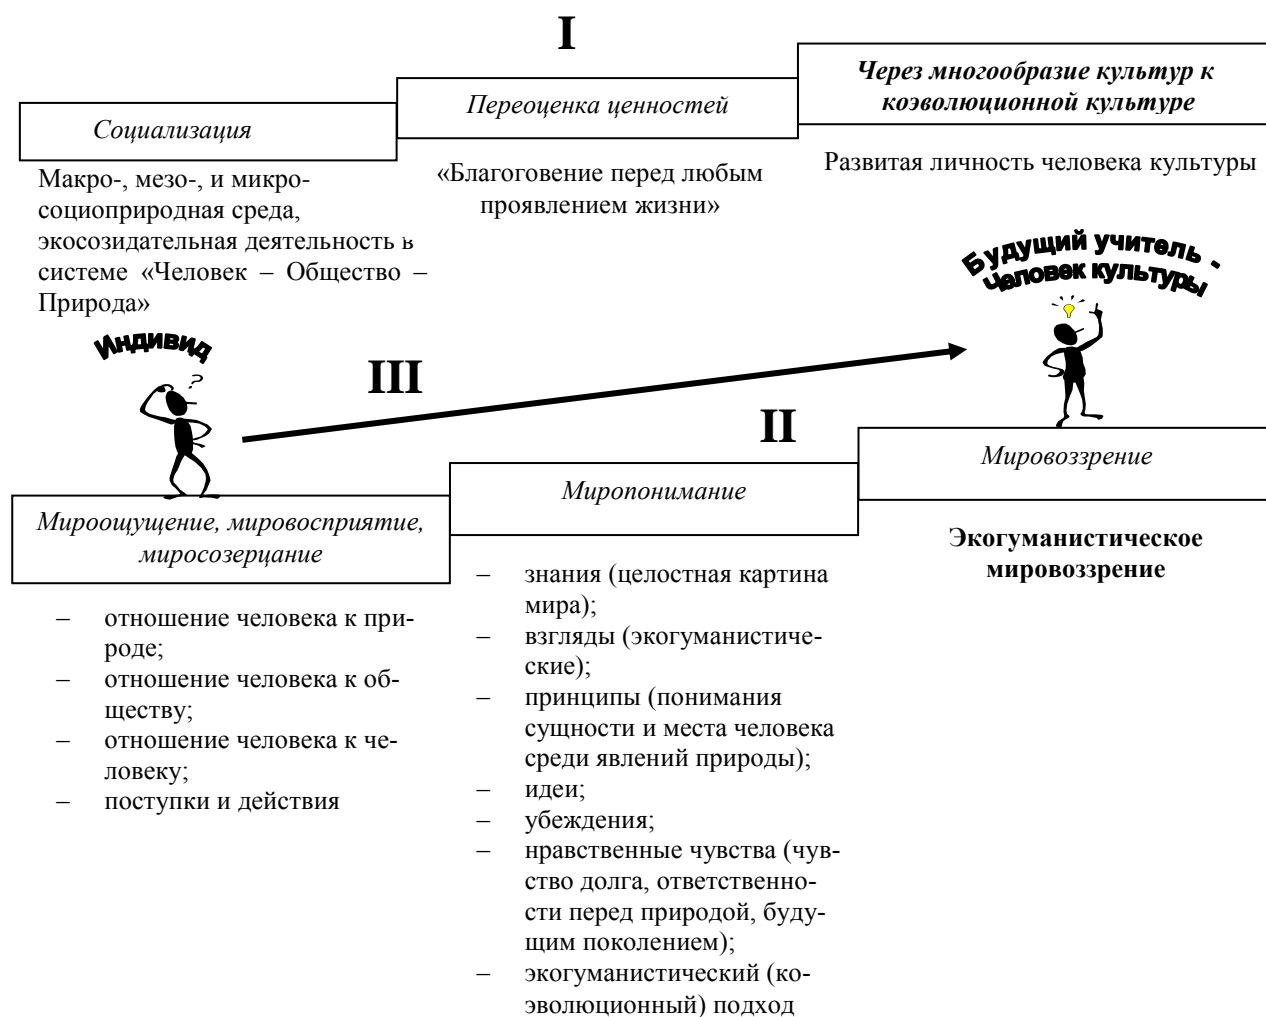 I
Социализация
Переоценка ценностей
Через многообразие культур к
коэволюционной культуре
Макро-, мезо-, и микро-
социоприродная среда,
экосозидательная деятельность в
системе «Человек – Общество –
Природа»
«Благоговение перед любым
проявлением жизни»
Развитая личность человека культуры
Будущий учитель -
Человек культуры
Индивид
?
III
II
Мироощущение, мировосприятие,
миросозерцание
Миропонимание
Мировоззрение
– отношение человека к при-
роде;
– отношение человека к об-
ществу;
– отношение человека к че-
ловеку;
– поступки и действия
– знания (целостная картина
мира);
– взгляды (экогуманистиче-
ские);
– принципы (понимания
сущности и места человека
среди явлений природы);
– идеи;
– убеждения;
– нравственные чувства (чув-
ство долга, ответственно-
сти перед природой, буду-
щим поколением);
– экогуманистический (ко-
эволюционный) подход
Экогуманистическое
мировоззрение